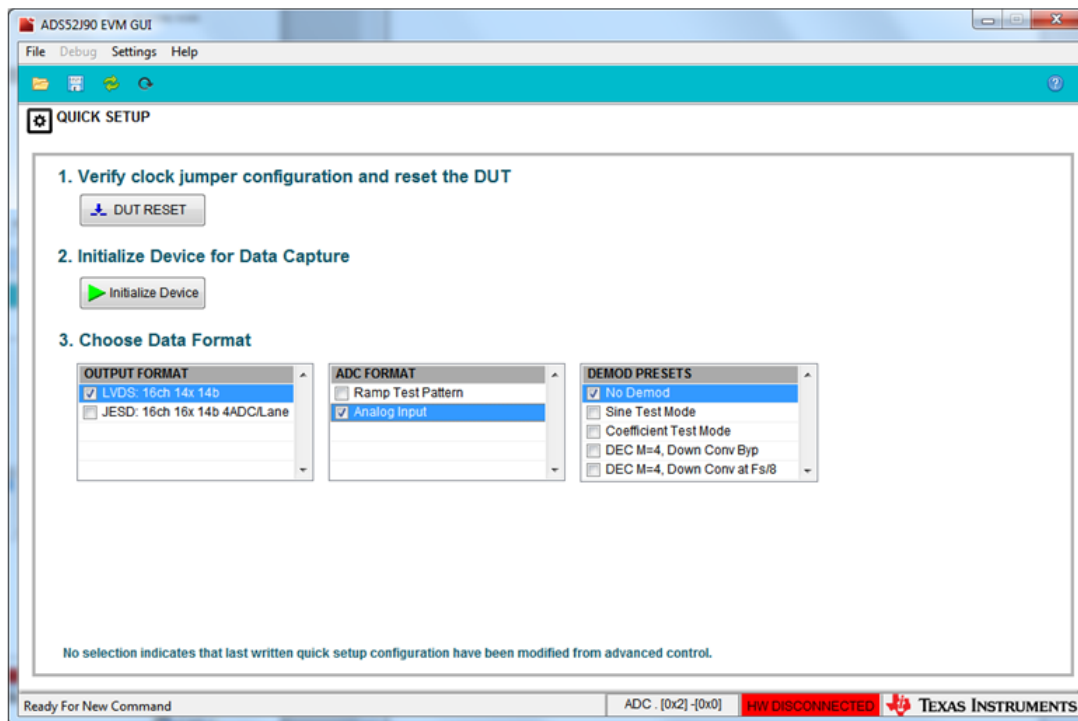 ADS52J90 EVM GUI
File Debug Settings Help
QUICK SETUP
1. Verify clock jumper configuration and reset the DUT
DUT RESET
2. Initialize Device for Data Capture
Initialize Device
3. Choose Data Format
OUTPUT FORMAT
LVDS: 16ch 14x 14b
JESD: 16ch 16x 14b 4ADC/Lane
ADC FORMAT
Ramp Test Pattern
Analog Input
DEMOD PRESETS
No Demod
Sine Test Mode
Coefficient Test Mode
DEC M=4, Down Conv Byp
DEC M=4, Down Conv at Fs/8
No selection indicates that last written quick setup configuration have been modified from advanced control.
Ready For New Command
ADC . [0x2] -[0x0]
HW DISCONNECTED
TEXAS INSTRUMENTS